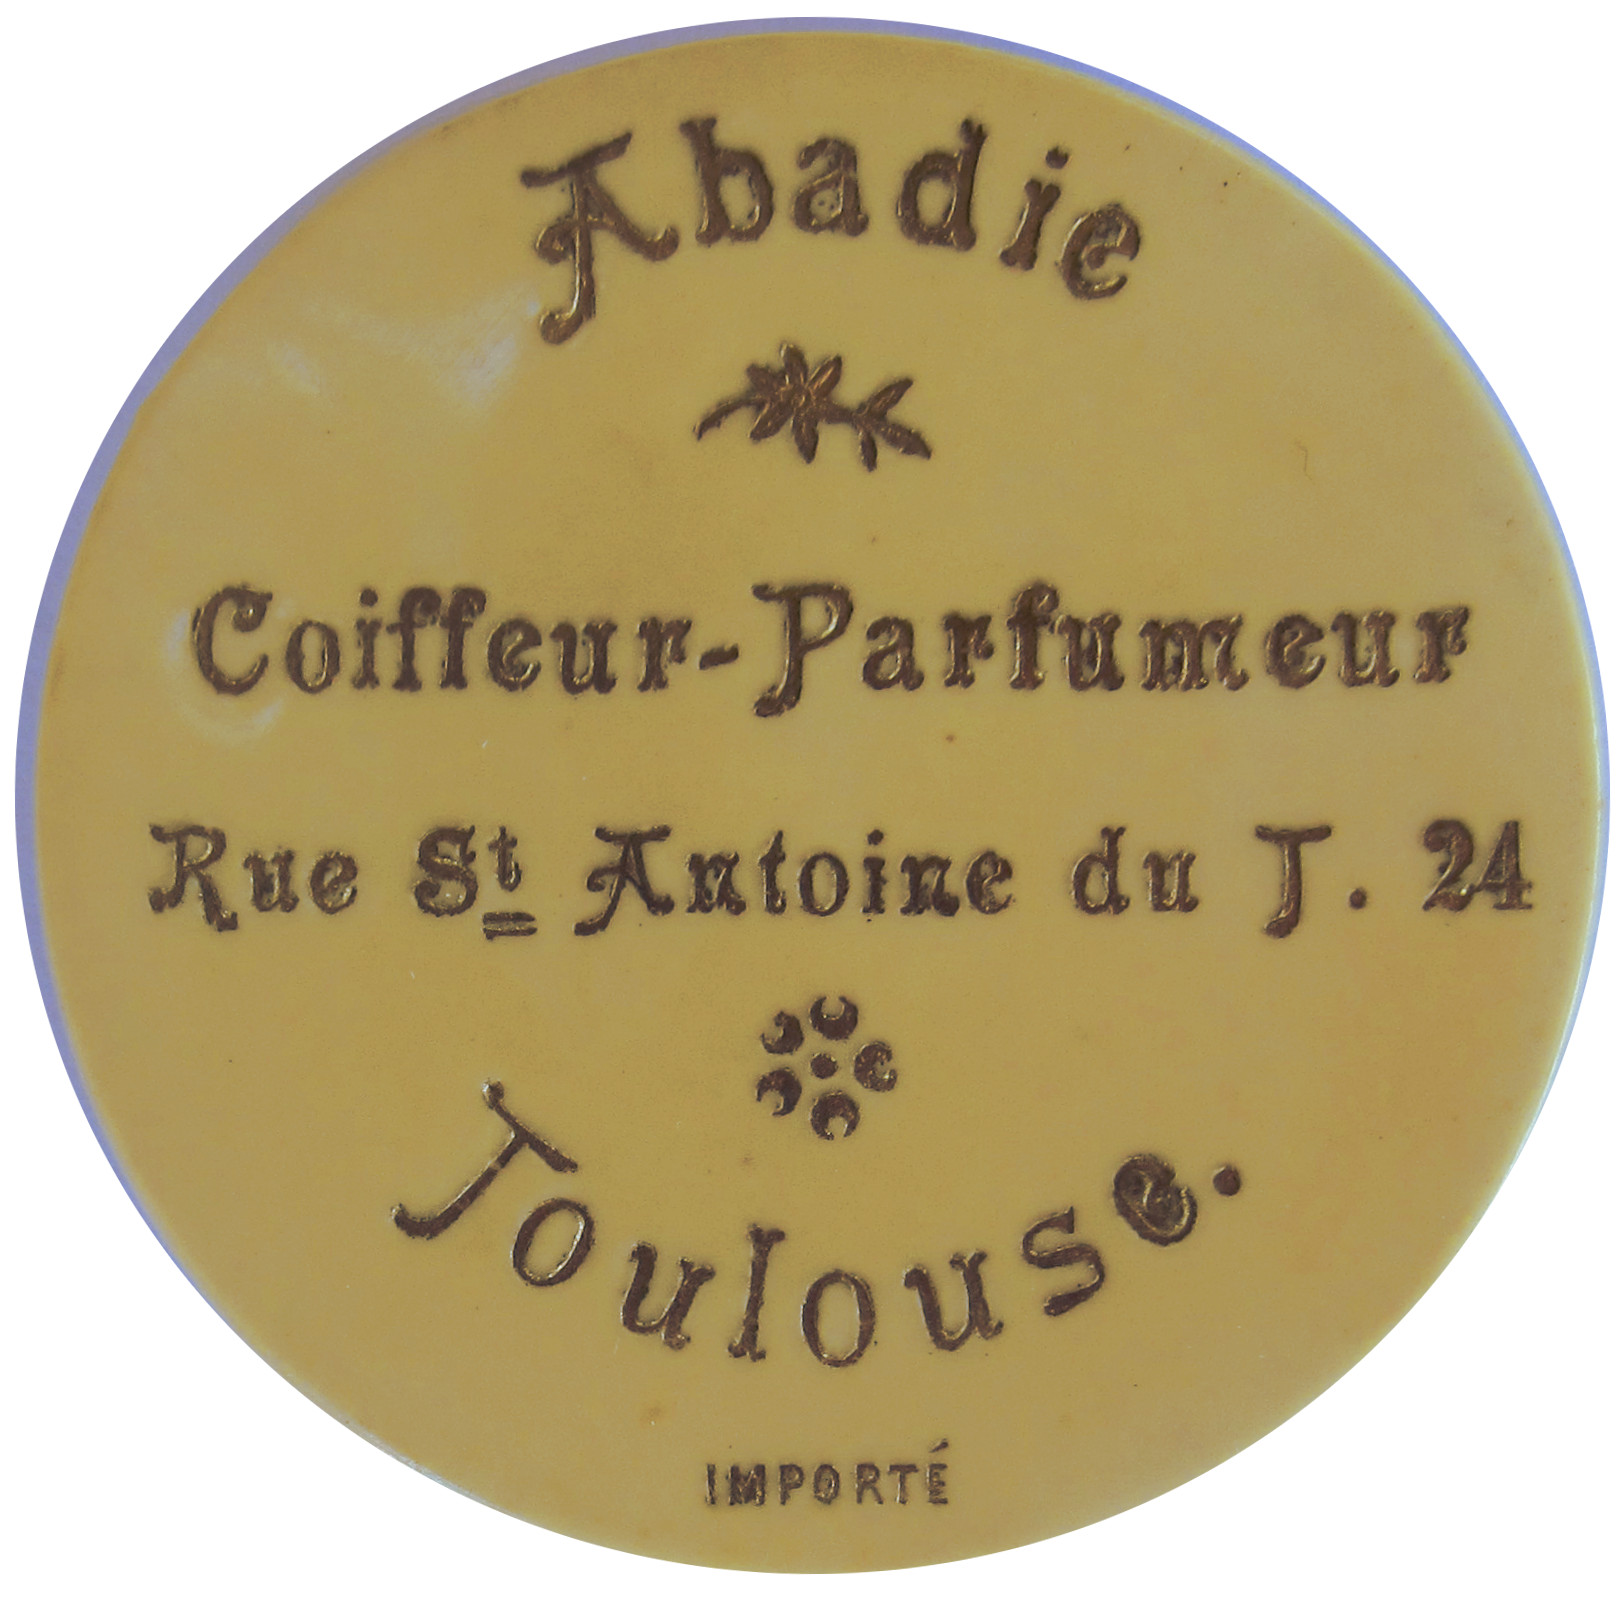 Abadie
Coiffeur-Parfumeur
Rue St Antoine du T. 24
Toulouse.
IMPORTÉ